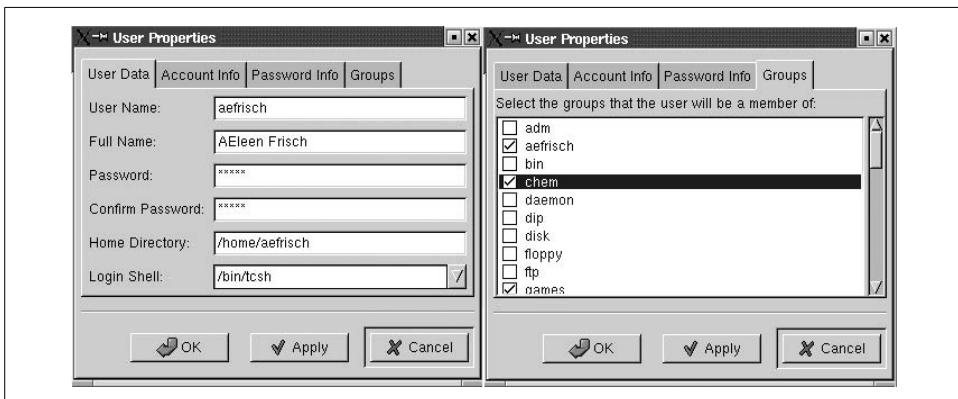 User Properties
User Data Account Info Password Info Groups
User Name: aefrisch
Full Name: AEleen Frisch
Password: *****
Confirm Password: *****
Home Directory: /home/aefrisch
Login Shell: /bin/tcsh
OK Apply Cancel
User Properties
User Data Account Info Password Info Groups
Select the groups that the user will be a member of:
adm
aefrisch
bin
chem
daemon
dip
disk
floppy
ftp
games
OK Apply Cancel